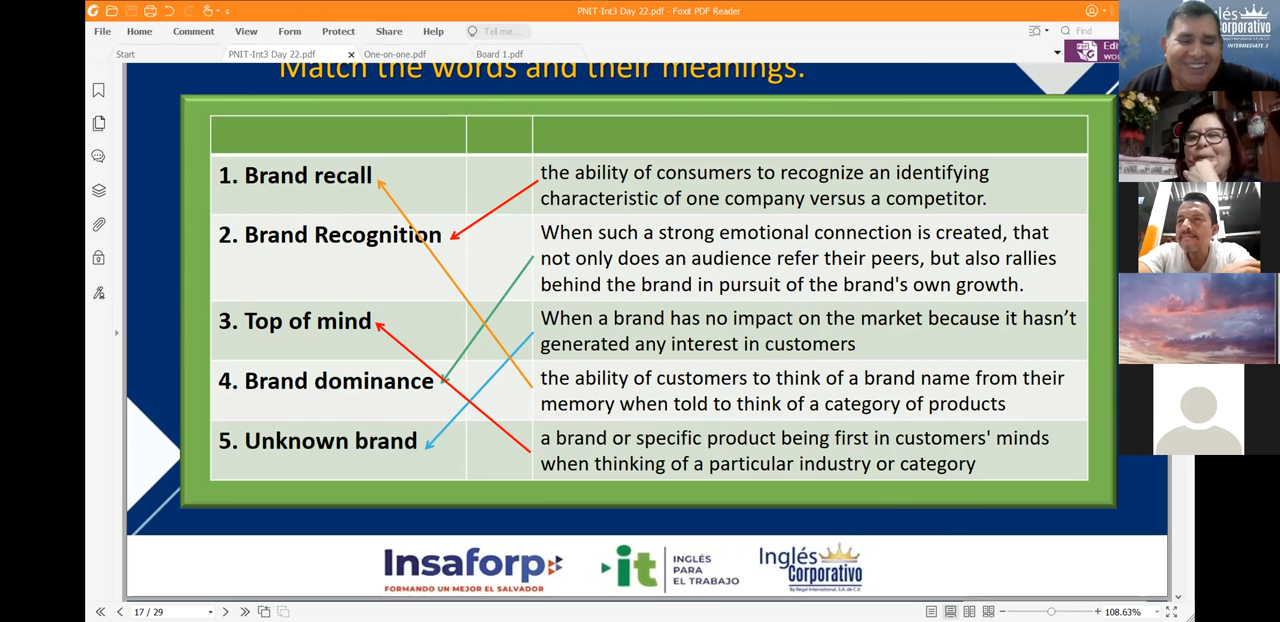 PNIT-Int3 Day 22.pdf - Foxit PDF Reader
File Home Comment View Form Protect Share Help Tell me... Find
Start PNIT-Int3 Day 22.pdf One-on-one.pdf Board 1.pdf
Match the words and their meanings.
1. Brand recall
the ability of consumers to recognize an identifying
characteristic of one company versus a competitor.
2. Brand Recognition
When such a strong emotional connection is created, that
not only does an audience refer their peers, but also rallies
behind the brand in pursuit of the brand's own growth.
3. Top of mind
When a brand has no impact on the market because it hasn't
generated any interest in customers
4. Brand dominance
the ability of customers to think of a brand name from their
memory when told to think of a category of products
5. Unknown brand
a brand or specific product being first in customers' minds
when thinking of a particular industry or category
Insaforp
FORMANDO UN MEJOR EL SALVADOR
it
INGLÉS
PARA
EL TRABAJO
Inglés
Corporativo
By Regal International, S.A. de C.V.
17 / 29
108.63%
Inglés
Corporativo
INTERMEDIATE 3